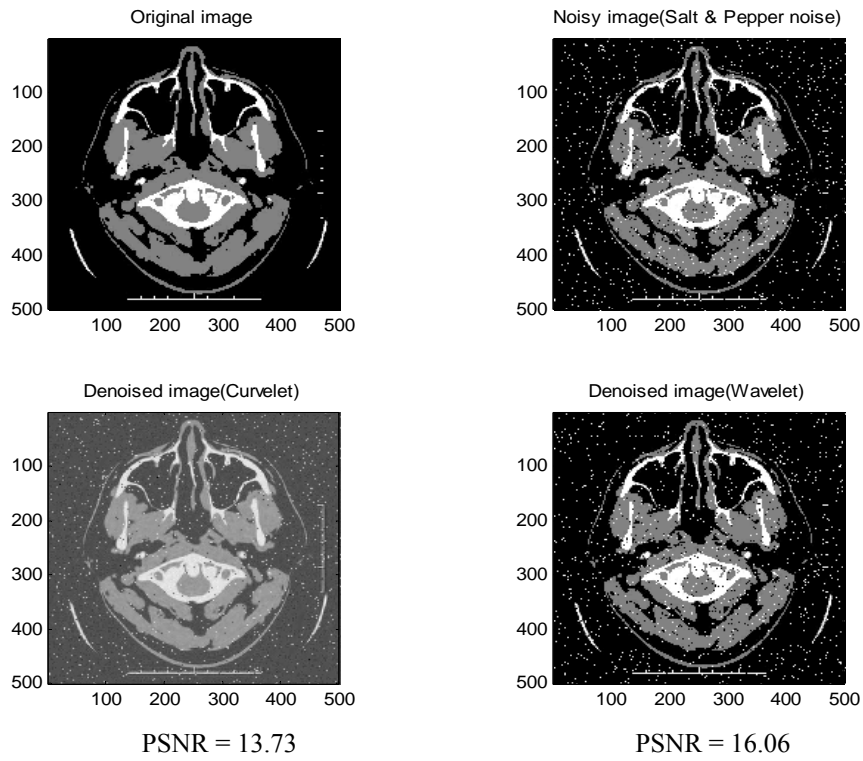 Original image
Noisy image(Salt & Pepper noise)
100
200
300
400
500
100 200 300 400 500
100
200
300
400
500
100 200 300 400 500
Denoised image(Curvelet)
Denoised image(Wavelet)
100
200
300
400
500
100 200 300 400 500
100
200
300
400
500
100 200 300 400 500
PSNR = 13.73
PSNR = 16.06